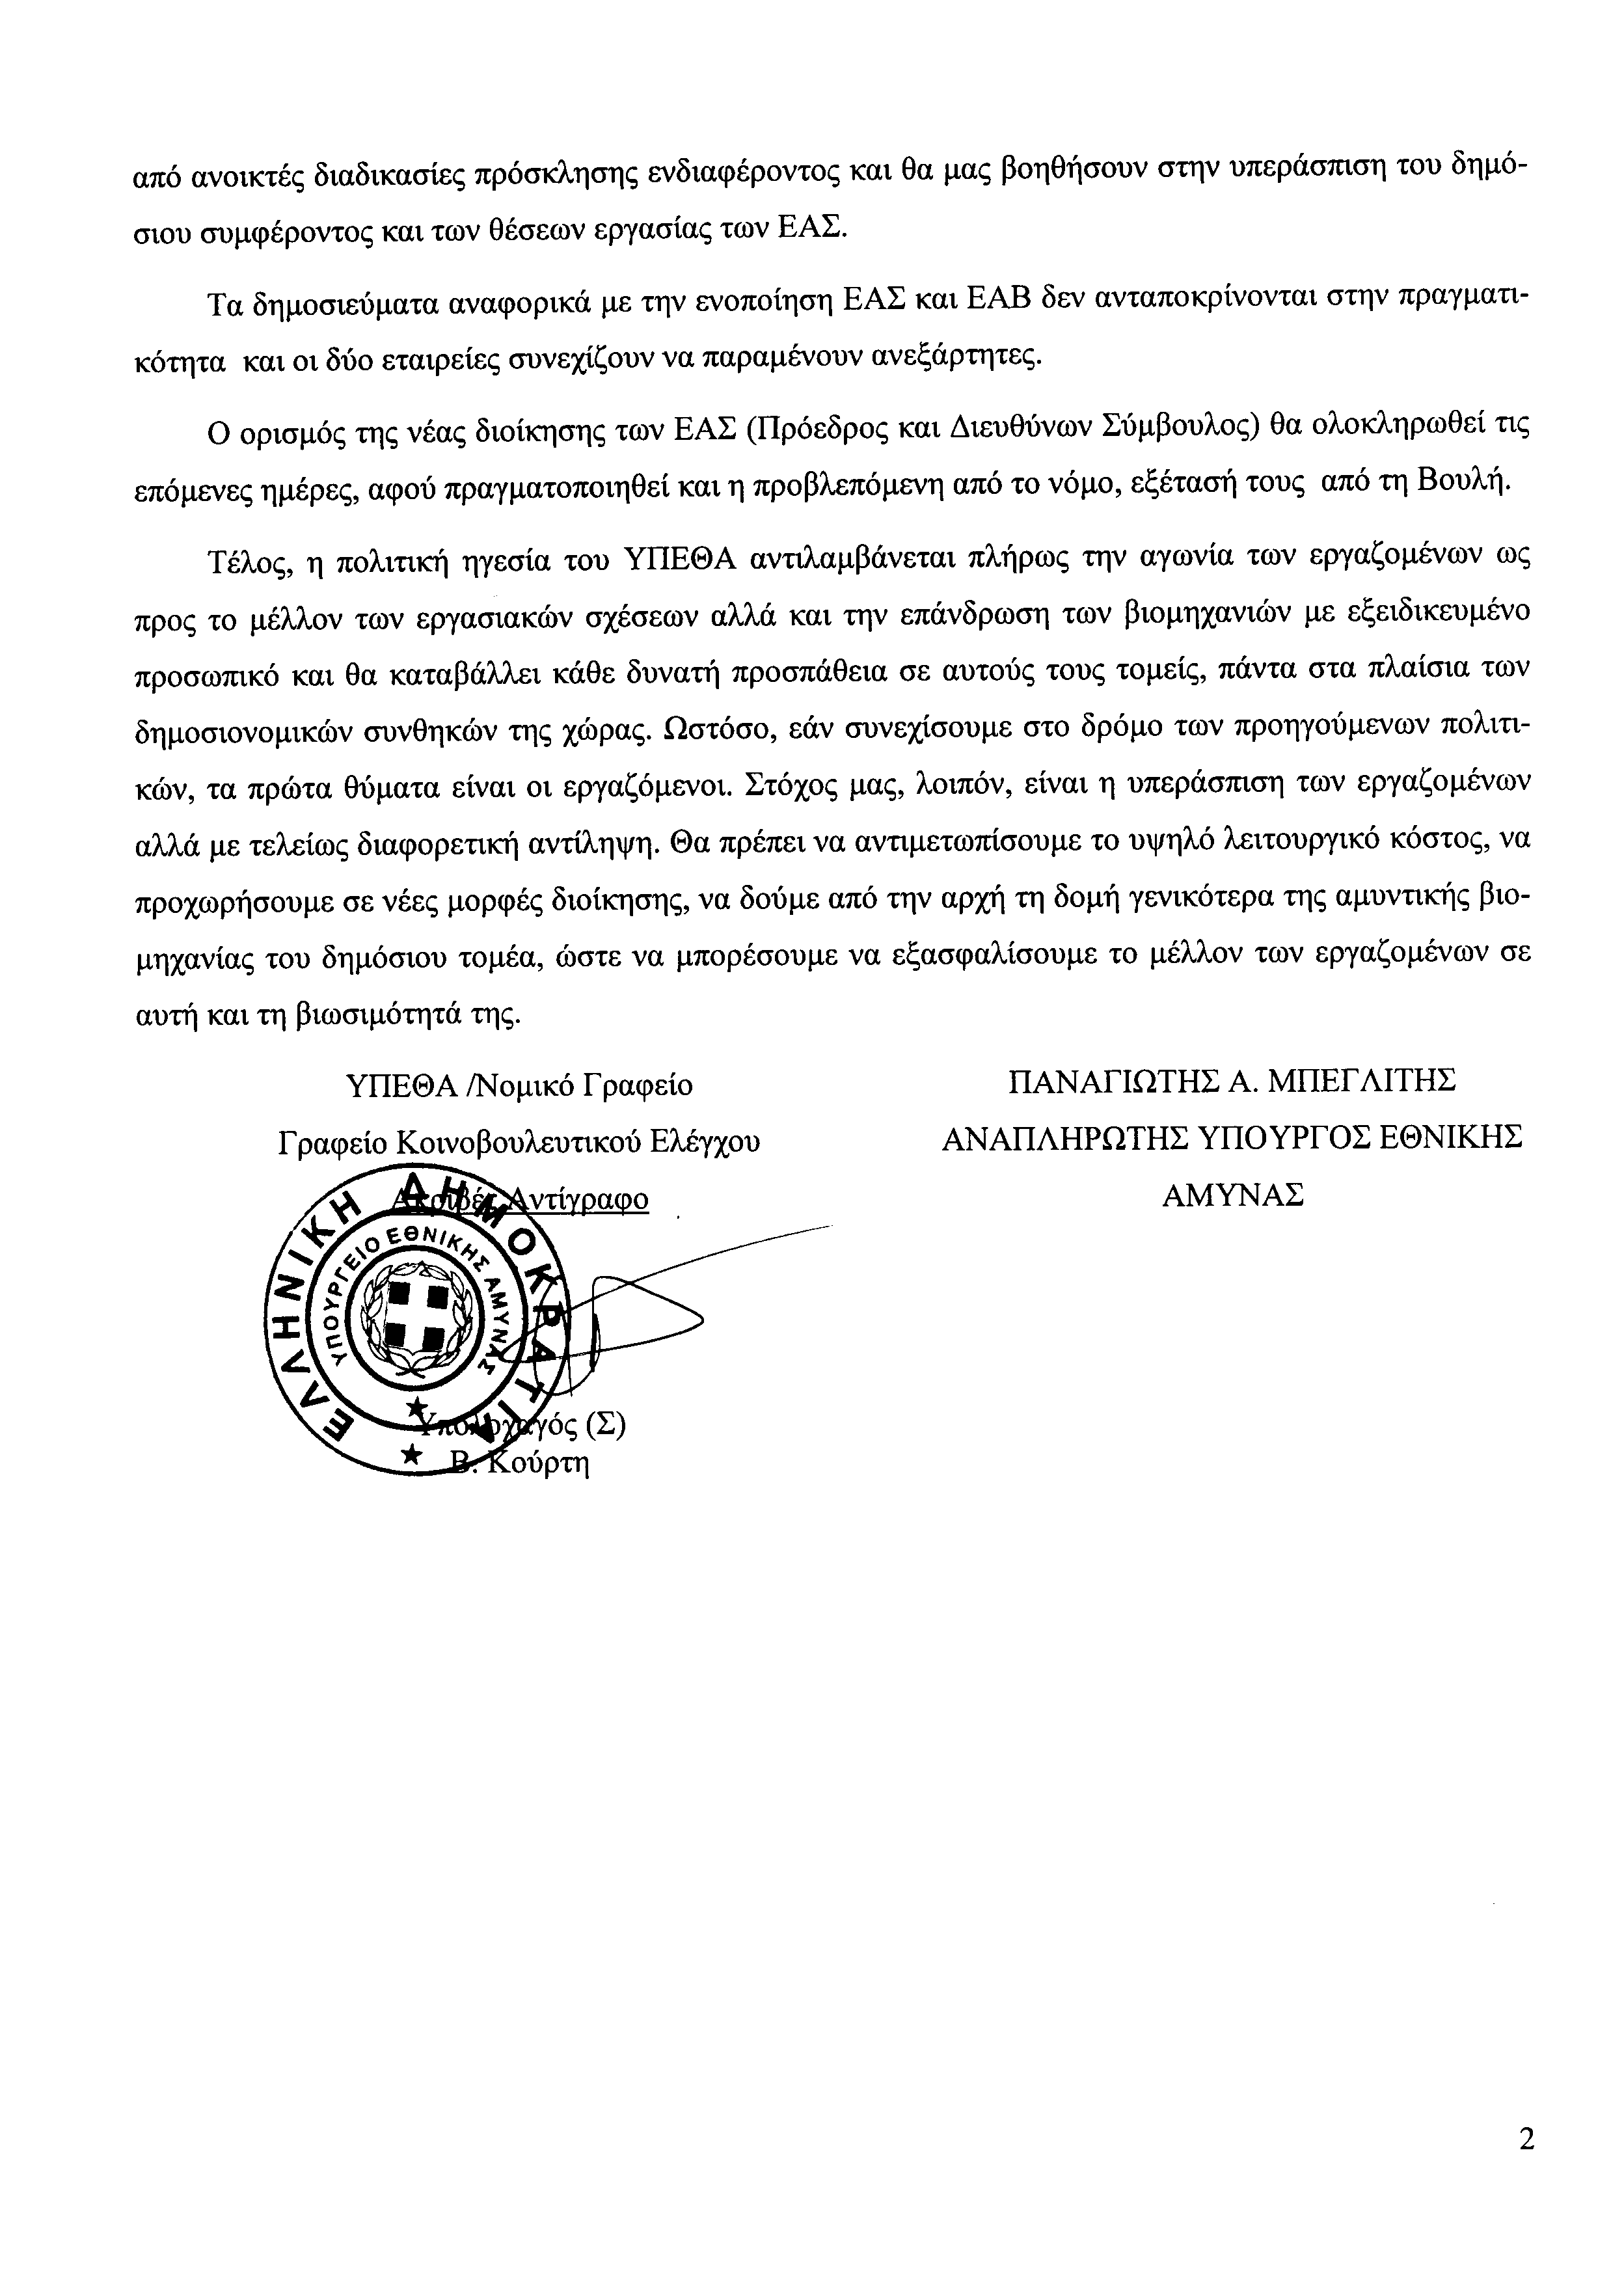 από ανοικτές διαδικασίες πρόσκλησης ενδιαφέροντος και θα μας βοηθήσουν στην υπεράσπιση του δημό-
σιου συμφέροντος και των θέσεων εργασίας των ΕΑΣ.
Τα δημοσιεύματα αναφορικά με την ενοποίηση ΕΑΣ και ΕΑΒ δεν ανταποκρίνονται στην πραγματι-
κότητα και οι δύο εταιρείες συνεχίζουν να παραμένουν ανεξάρτητες.
Ο ορισμός της νέας διοίκησης των ΕΑΣ (Πρόεδρος και Διευθύνων Σύμβουλος) θα ολοκληρωθεί τις
επόμενες ημέρες, αφού πραγματοποιηθεί και η προβλεπόμενη από το νόμο, εξέτασή τους από τη Βουλή.
Τέλος, η πολιτική ηγεσία του ΥΠΕΘΑ αντιλαμβάνεται πλήρως την αγωνία των εργαζομένων ως
προς το μέλλον των εργασιακών σχέσεων αλλά και την επάνδρωση των βιομηχανιών με εξειδικευμένο
προσωπικό και θα καταβάλλει κάθε δυνατή προσπάθεια σε αυτούς τους τομείς, πάντα στα πλαίσια των
δημοσιονομικών συνθηκών της χώρας. Ωστόσο, εάν συνεχίσουμε στο δρόμο των προηγούμενων πολιτι-
κών, τα πρώτα θύματα είναι οι εργαζόμενοι. Στόχος μας, λοιπόν, είναι η υπεράσπιση των εργαζομένων
αλλά με τελείως διαφορετική αντίληψη. Θα πρέπει να αντιμετωπίσουμε το υψηλό λειτουργικό κόστος, να
προχωρήσουμε σε νέες μορφές διοίκησης, να δούμε από την αρχή τη δομή γενικότερα της αμυντικής βιο-
μηχανίας του δημόσιου τομέα, ώστε να μπορέσουμε να εξασφαλίσουμε το μέλλον των εργαζομένων σε
αυτή και τη βιωσιμότητά της.
ΥΠΕΘΑ /Νομικό Γραφείο
Γραφείο Κοινοβουλευτικού Ελέγχου
Ακριβές Αντίγραφο
ΕΛΛΗΝΙΚΗ ΔΗΜΟΚΡΑΤΙΑ
ΥΠΟΥΡΓΕΙΟ ΕΘΝΙΚΗΣ ΑΜΥΝΑΣ
Υπολοχαγός (Σ)
Β. Κούρτη
ΠΑΝΑΓΙΩΤΗΣ Α. ΜΠΕΓΛΙΤΗΣ
ΑΝΑΠΛΗΡΩΤΗΣ ΥΠΟΥΡΓΟΣ ΕΘΝΙΚΗΣ
ΑΜΥΝΑΣ
2